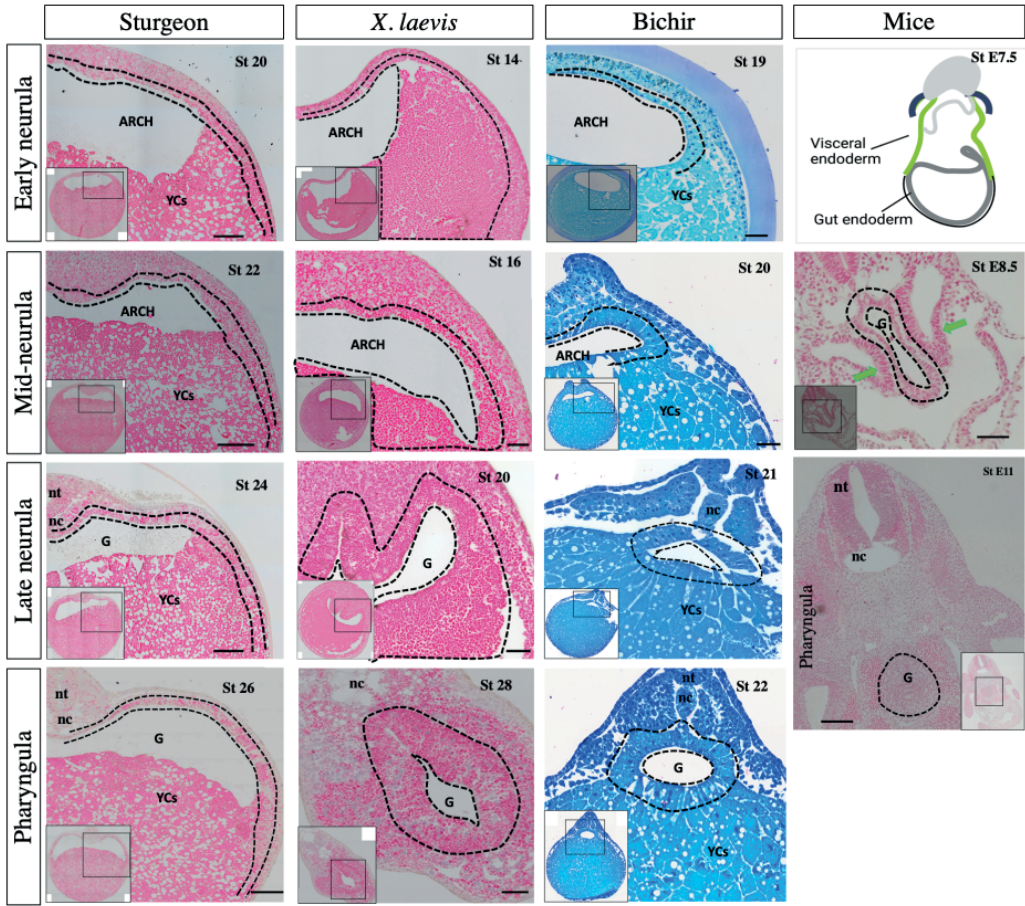 Sturgeon
X. laevis
Bichir
Mice
Early neurula
St 20
ARCH
YCs
St 14
ARCH
St 19
ARCH
YCs
St E7.5
Visceral
endoderm
Gut endoderm
Mid-neurula
St 22
ARCH
YCs
St 16
ARCH
St 20
ARCH
YCs
St E8.5
G
Late neurula
St 24
nt
nc
G
YCs
St 20
G
St 21
nc
YCs
Pharyngula
St E11
nt
nc
G
Pharyngula
St 26
nt
nc
G
YCs
St 28
nc
G
St 22
nt
nc
G
YCs